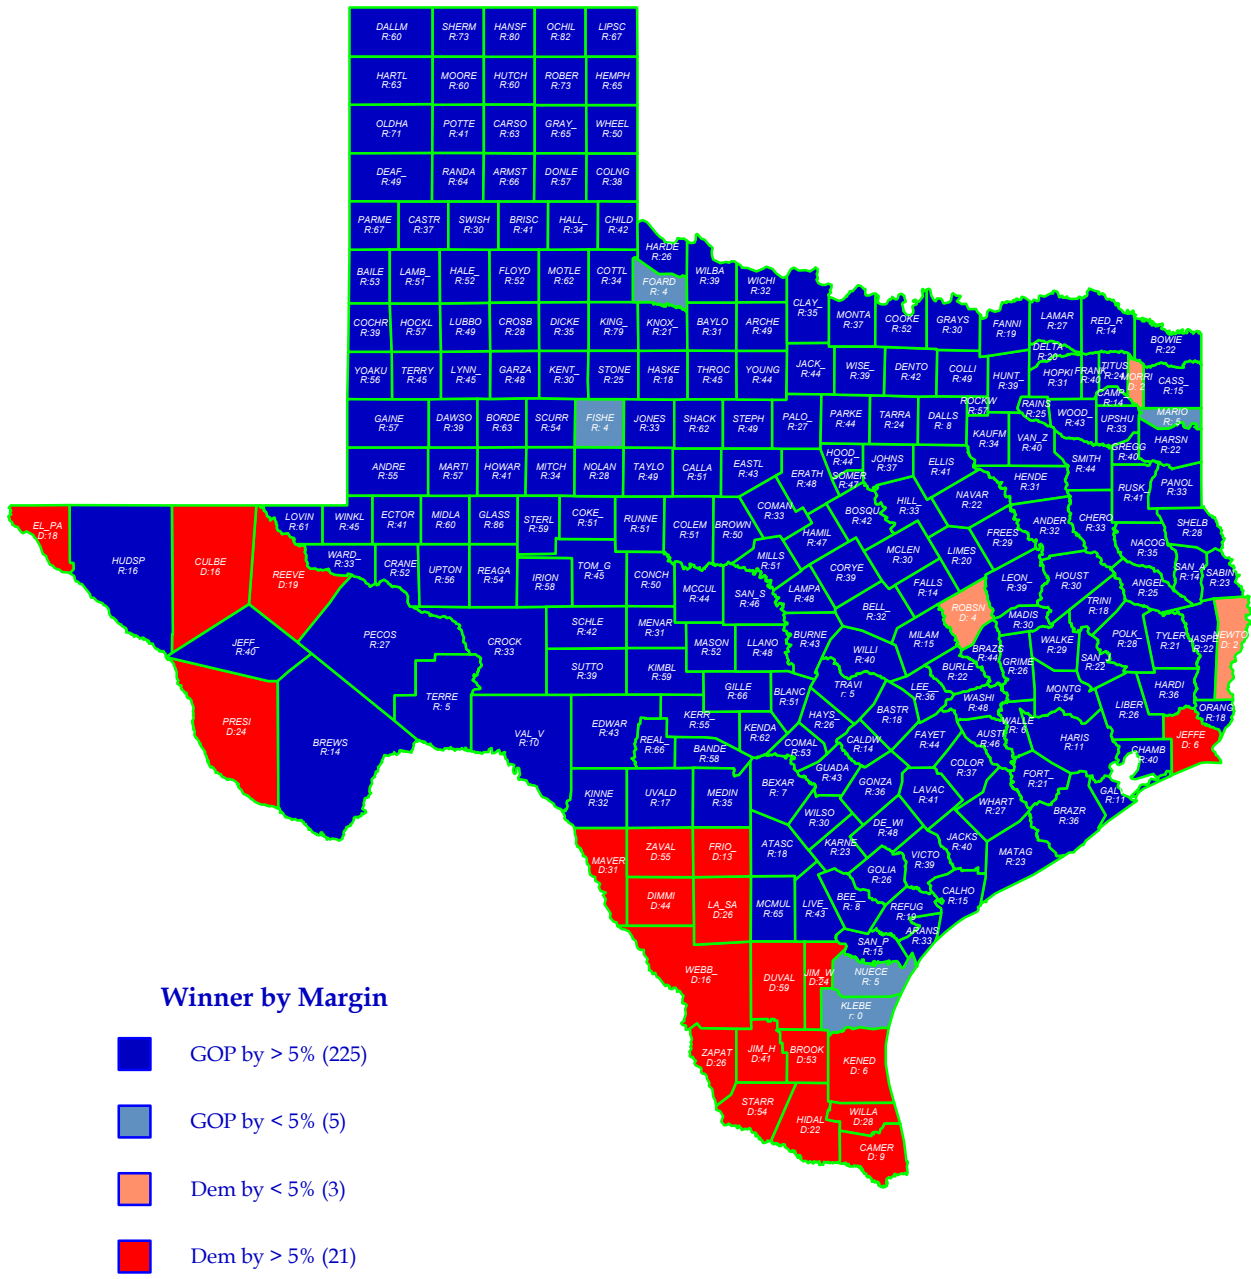 DALLM
R:60
SHERM
R:73
HANSF
R:80
OCHIL
R:82
LIPSC
R:67
HARTL
R:63
MOORE
R:60
HUTCH
R:60
ROBER
R:73
HEMPH
R:65
OLDHA
R:71
POTTE
R:41
CARSO
R:63
GRAY_
R:65
WHEEL
R:50
DEAF_
R:49
RANDA
R:64
ARMST
R:66
DONLE
R:57
COLNG
R:38
PARME
R:67
CASTR
R:37
SWISH
R:30
BRISC
R:41
HALL_
R:34
CHILD
R:42
HARDE
R:26
BAILE
R:53
LAMB_
R:51
HALE_
R:52
FLOYD
R:52
MOTLE
R:62
COTTL
R:34
FOARD
R: 4
WILBA
R:39
WICHI
R:32
CLAY_
R:35
MONTA
R:37
COOKE
R:52
GRAYS
R:30
FANNI
R:19
LAMAR
R:27
RED_R
R:14
BOWIE
R:22
COCHR
R:39
HOCKL
R:57
LUBBO
R:49
CROSB
R:28
DICKE
R:35
KING_
R:79
KNOX_
R:21
BAYLO
R:31
ARCHE
R:49
DELTA
R:20
YOAKU
R:56
TERRY
R:45
LYNN_
R:45
GARZA
R:48
KENT_
R:30
STONE
R:25
HASKE
R:18
THROC
R:45
YOUNG
R:44
JACK_
R:44
WISE_
R:39
DENTO
R:42
COLLI
R:49
HUNT_
R:39
HOPKI
R:31
FRANK
R:40
TITUS
R:24
MORRI
D: 2
CASS_
R:15
CAMP_
R:14
ROCKW
R:57
RAINS
R:25
GAINE
R:57
DAWSO
R:39
BORDE
R:63
SCURR
R:54
FISHE
R: 4
JONES
R:33
SHACK
R:62
STEPH
R:49
PALO_
R:27
PARKE
R:44
TARRA
R:24
DALLS
R: 8
KAUFM
R:34
VAN_Z
R:40
WOOD_
R:43
UPSHU
R:33
MARIO
R: 5
HARSN
R:22
GREGG
R:40
ANDRE
R:55
MARTI
R:57
HOWAR
R:41
MITCH
R:34
NOLAN
R:28
TAYLO
R:49
CALLA
R:51
EASTL
R:43
ERATH
R:48
HOOD_
R:44
SOMER
R:47
JOHNS
R:37
ELLIS
R:41
NAVAR
R:22
HENDE
R:31
SMITH
R:44
RUSK_
R:41
PANOL
R:33
EL_PA
D:18
HUDSP
R:16
CULBE
D:16
REEVE
D:19
LOVIN
R:61
WINKL
R:45
ECTOR
R:41
MIDLA
R:60
GLASS
R:86
STERL
R:59
COKE_
R:51
RUNNE
R:51
COLEM
R:51
BROWN
R:50
COMAN
R:33
HAMIL
R:47
BOSQU
R:42
HILL_
R:33
FREES
R:29
ANDER
R:32
CHERO
R:33
NACOG
R:35
SHELB
R:28
WARD_
R:33
CRANE
R:52
UPTON
R:56
REAGA
R:54
IRION
R:58
TOM_G
R:45
CONCH
R:50
MCCUL
R:44
SAN_S
R:46
MILLS
R:51
LAMPA
R:48
CORYE
R:39
MCLEN
R:30
LIMES
R:20
FALLS
R:14
LEON_
R:39
HOUST
R:30
TRINI
R:18
ANGEL
R:25
SAN_A
R:14
SABIN
R:23
JEFF_
R:40
PECOS
R:27
CROCK
R:33
SCHLE
R:42
MENAR
R:31
MASON
R:52
LLANO
R:48
BURNE
R:43
BELL_
R:32
MILAM
R:15
ROBSN
D: 4
MADIS
R:30
WALKE
R:29
POLK_
R:28
TYLER
R:21
JASPE
R:22
NEWTO
D: 2
SUTTO
R:39
KIMBL
R:59
GILLE
R:66
BLANC
R:51
TRAVI
r: 5
WILLI
R:40
LEE__
R:36
BURLE
R:22
BRAZS
R:44
GRIME
R:26
SAN_
R:22
MONTG
R:54
LIBER
R:26
HARDI
R:36
ORANG
R:18
TERRE
R: 5
PRESI
D:24
BREWS
R:14
VAL_V
R:10
EDWAR
R:43
REAL_
R:66
KERR_
R:55
BANDE
R:58
KENDA
R:62
COMAL
R:53
HAYS_
R:26
CALDW
R:14
BASTR
R:18
FAYET
R:44
WASHI
R:48
AUSTI
R:46
WALLE
R: 6
HARIS
R:11
CHAMB
R:40
JEFFE
D: 6
KINNE
R:32
UVALD
R:17
MEDIN
R:35
BEXAR
R: 7
GUADA
R:43
GONZA
R:36
LAVAC
R:41
COLOR
R:37
FORT_
R:21
WHART
R:27
BRAZR
R:36
GAL
R:11
MAVER
D:31
ZAVAL
D:55
FRIO_
D:13
ATASC
R:18
WILSO
R:30
KARNE
R:23
DE_WI
R:48
VICTO
R:39
JACKS
R:40
MATAG
R:23
DIMMI
D:44
LA_SA
D:26
MCMUL
R:65
LIVE_
R:43
BEE__
R: 8
GOLIA
R:26
REFUG
R:19
CALHO
R:15
ARANS
R:33
SAN_P
R:15
WEBB_
D:16
DUVAL
D:59
JIM_W
D:24
NUECE
R: 5
KLEBE
r: 0
ZAPAT
D:26
JIM_H
D:41
BROOK
D:53
KENED
D: 6
STARR
D:54
HIDAL
D:22
WILLA
D:28
CAMER
D: 9
Winner by Margin
GOP by > 5% (225)
GOP by < 5% (5)
Dem by < 5% (3)
Dem by > 5% (21)